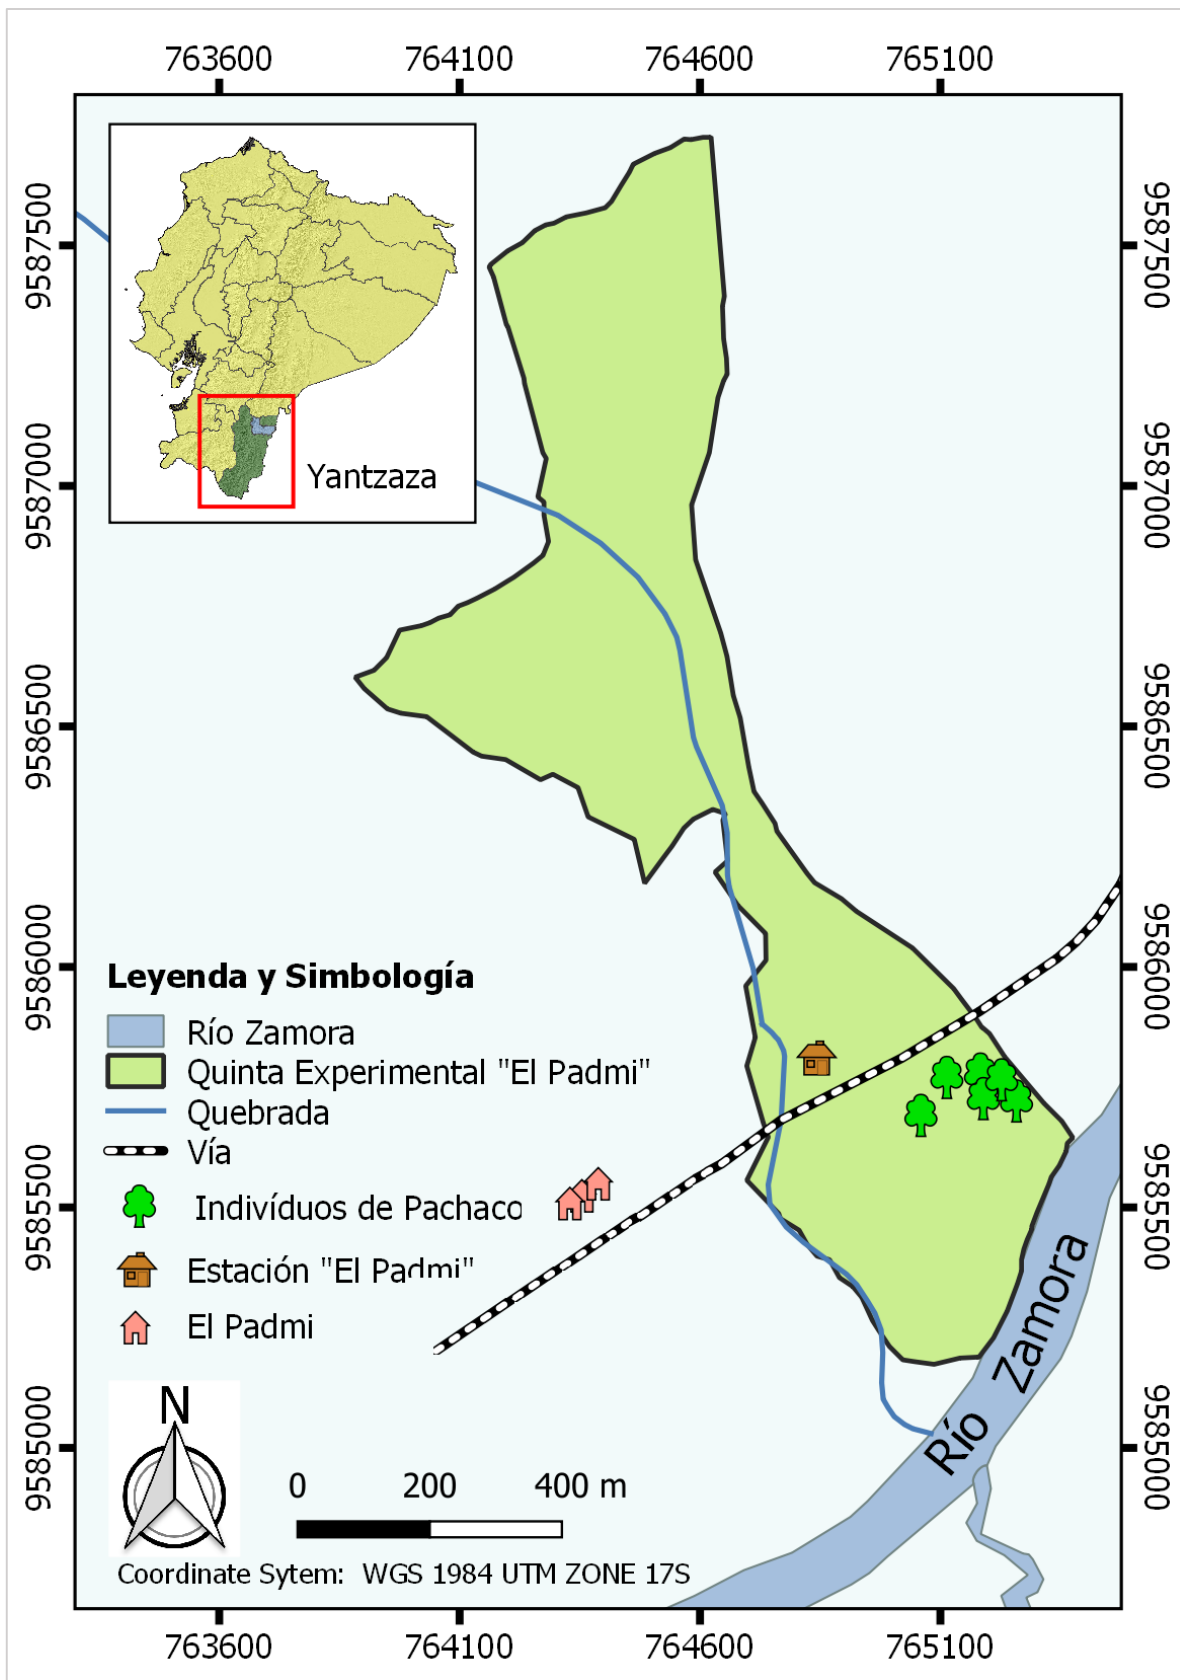 763600 764100 764600 765100
9587500
9587000
9586500
9586000
9585500
9585000
9587500
9587000
9586500
9586000
9585500
9585000
Yantzaza
Leyenda y Simbología
Río Zamora
Quinta Experimental "El Padmi"
Quebrada
Vía
Indivíduos de Pachaco
Estación "El Padmi"
El Padmi
Río Zamora
N
0 200 400 m
Coordinate Sytem: WGS 1984 UTM ZONE 17S
763600 764100 764600 765100